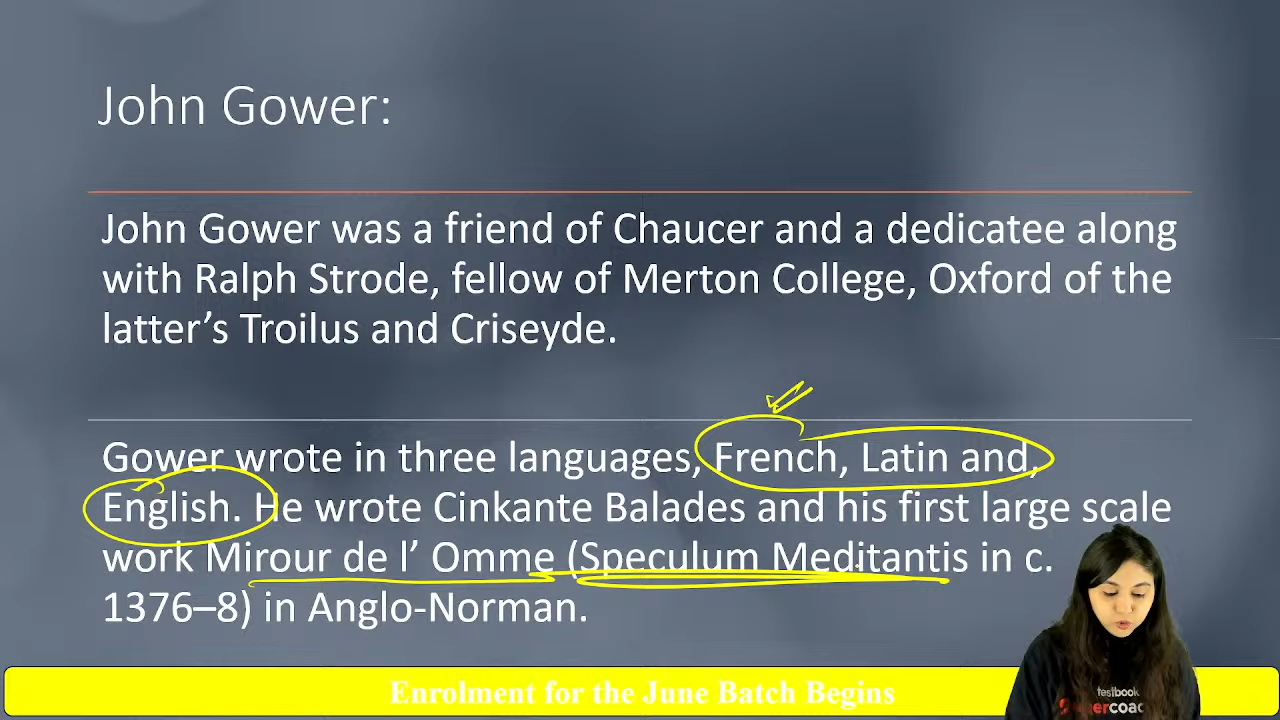 John Gower:
John Gower was a friend of Chaucer and a dedicatee along
with Ralph Strode, fellow of Merton College, Oxford of the
latter’s Troilus and Criseyde.
Gower wrote in three languages, French, Latin and,
English. He wrote Cinkante Balades and his first large scale
work Mirour de l’ Omme (Speculum Meditantis in c.
1376–8) in Anglo-Norman.
testbook
Enrolment for the June Batch Begins